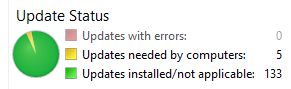 Update Status
Updates with errors: 0
Updates needed by computers: 5
Updates installed/not applicable: 133